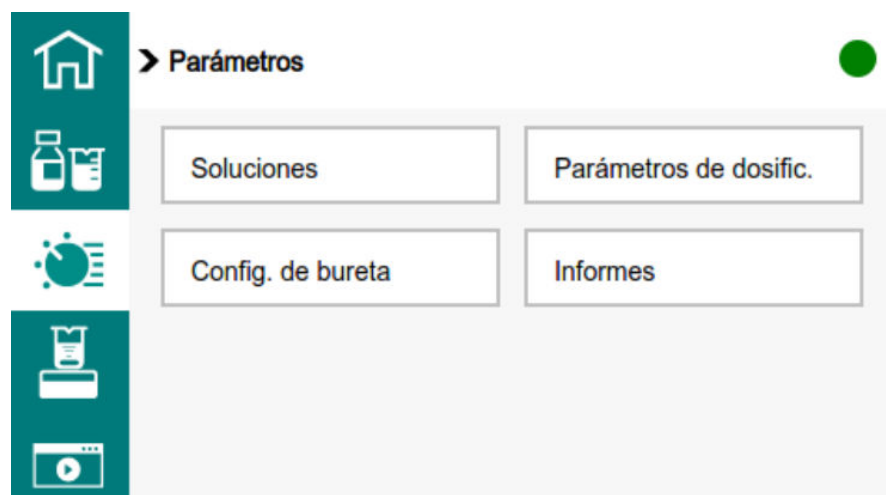 Parámetros
Soluciones
Parámetros de dosific.
Config. de bureta
Informes